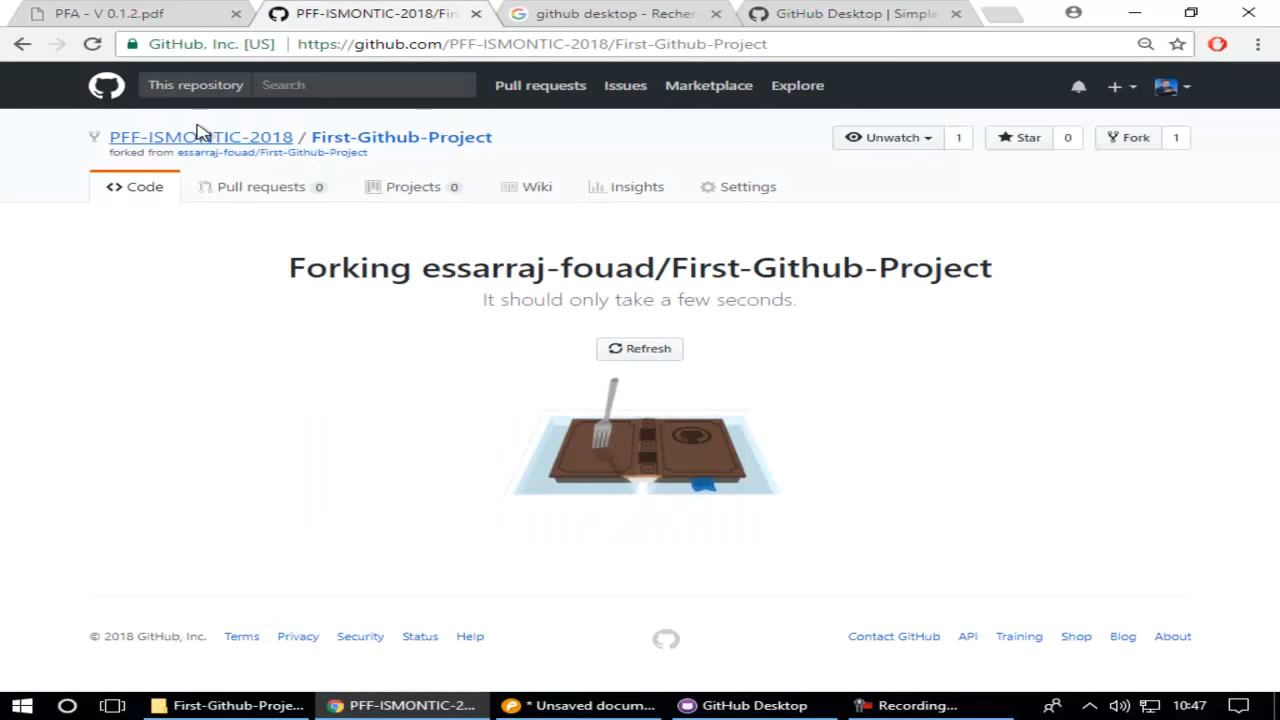 PFA - V 0.1.2.pdf
PFF-ISMONTIC-2018/Fir
github desktop - Recher
GitHub Desktop | Simple
GitHub, Inc. [US]
https://github.com/PFF-ISMONTIC-2018/First-Github-Project
This repository
Search
Pull requests
Issues
Marketplace
Explore
PFF-ISMONTIC-2018 / First-Github-Project
Unwatch 1
Star 0
Fork 1
forked from essarraj-fouad/First-Github-Project
Code
Pull requests 0
Projects 0
Wiki
Insights
Settings
Forking essarraj-fouad/First-Github-Project
It should only take a few seconds.
Refresh
© 2018 GitHub, Inc.
Terms
Privacy
Security
Status
Help
Contact GitHub
API
Training
Shop
Blog
About
First-Github-Proje...
PFF-ISMONTIC-2...
* Unsaved docum...
GitHub Desktop
Recording...
10:47